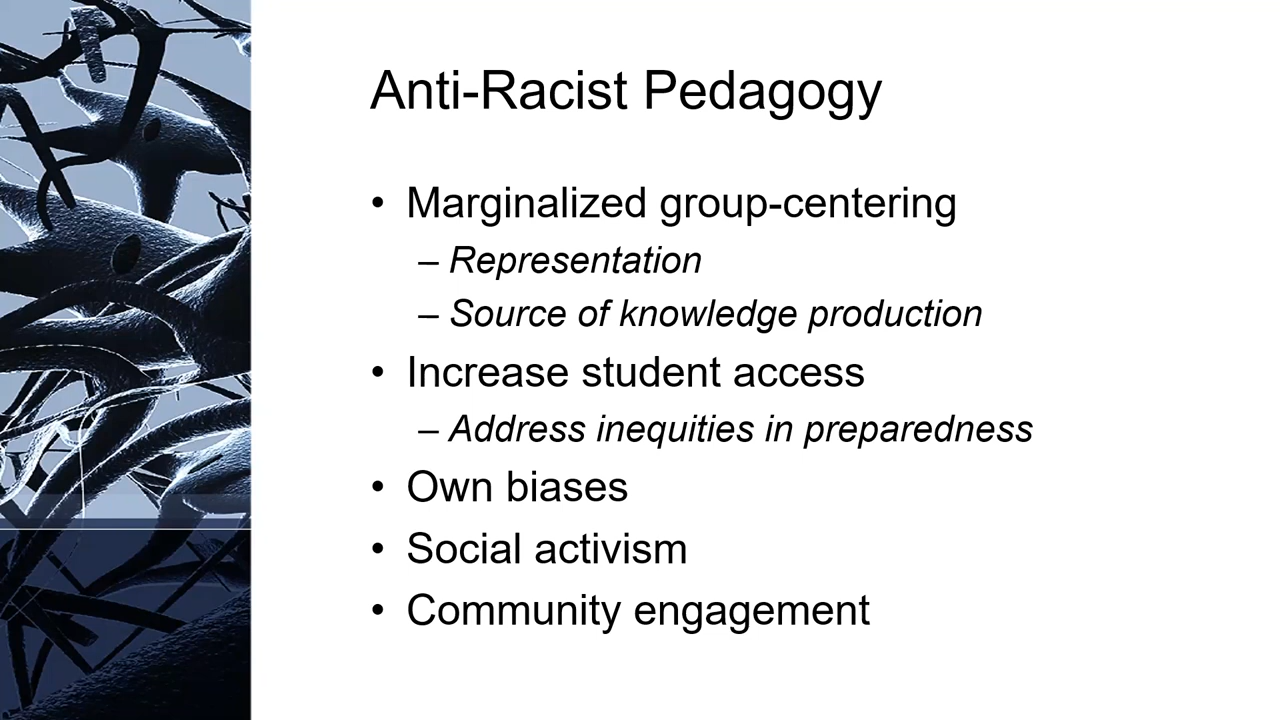 Anti-Racist Pedagogy
• Marginalized group-centering
– Representation
– Source of knowledge production
• Increase student access
– Address inequities in preparedness
• Own biases
• Social activism
• Community engagement